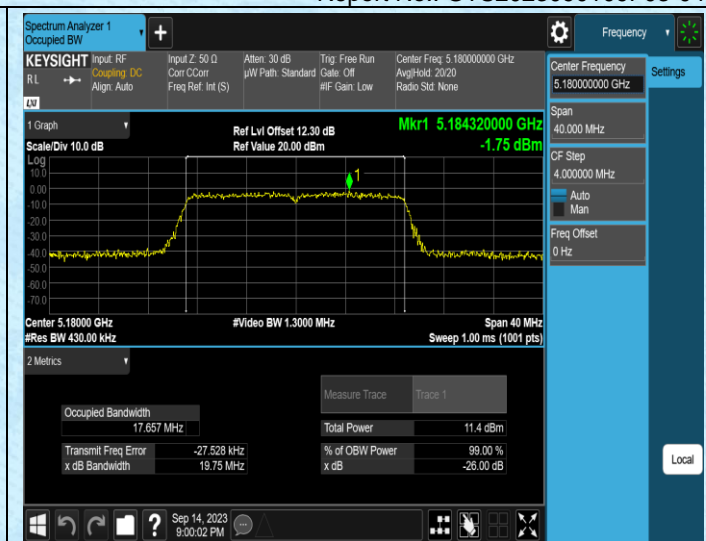 Spectrum Analyzer 1
Occupied BW
+
Frequency
KEYSIGHT
R L
LXI
Input: RF
Coupling: DC
Align: Auto
Input Z: 50 Ω
Corr CCorr
Freq Ref: Int (S)
Atten: 30 dB
µW Path: Standard
Trig: Free Run
Gate: Off
#IF Gain: Low
Center Freq: 5.180000000 GHz
Avg|Hold: 20/20
Radio Std: None
Center Frequency
5.180000000 GHz
Settings
Span
40.000 MHz
CF Step
4.000000 MHz
Auto
Man
Freq Offset
0 Hz
Local
1 Graph
Scale/Div 10.0 dB
Ref Lvl Offset 12.30 dB
Ref Value 20.00 dBm
Mkr1 5.184320000 GHz
-1.75 dBm
Log
10.0
0.00
-10.0
-20.0
-30.0
-40.0
-50.0
-60.0
-70.0
1
Center 5.18000 GHz
#Res BW 430.00 kHz
#Video BW 1.3000 MHz
Span 40 MHz
Sweep 1.00 ms (1001 pts)
2 Metrics
Measure Trace
Trace 1
Occupied Bandwidth
17.657 MHz
Total Power
11.4 dBm
Transmit Freq Error
-27.528 kHz
% of OBW Power
99.00 %
x dB Bandwidth
19.75 MHz
x dB
-26.00 dB
?
Sep 14, 2023
9:00:02 PM